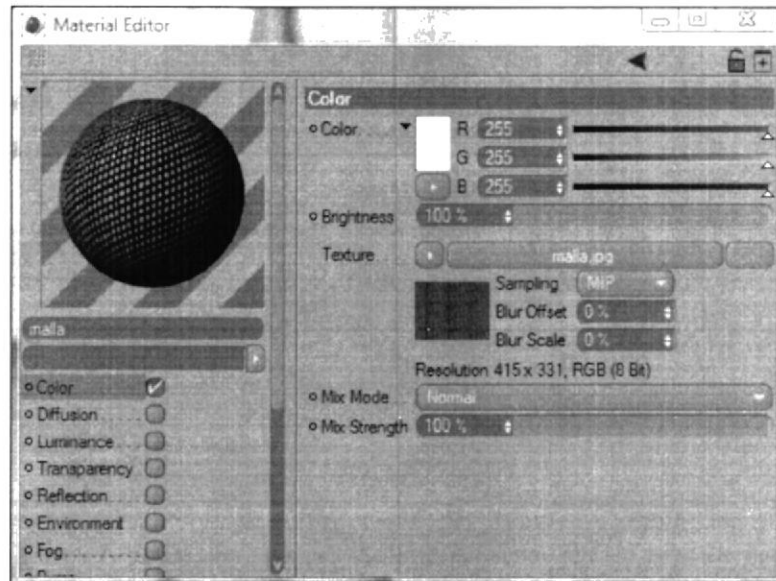 Material Editor
Color
Color R 255
G 255
B 255
Brightness 100 %
Texture malla.jpg
Sampling MIP
Blur Offset 0 %
Blur Scale 0 %
Resolution 415 x 331, RGB (8 Bit)
Mix Mode Normal
Mix Strength 100 %
malla
Color
Diffusion
Luminance
Transparency
Reflection
Environment
Fog